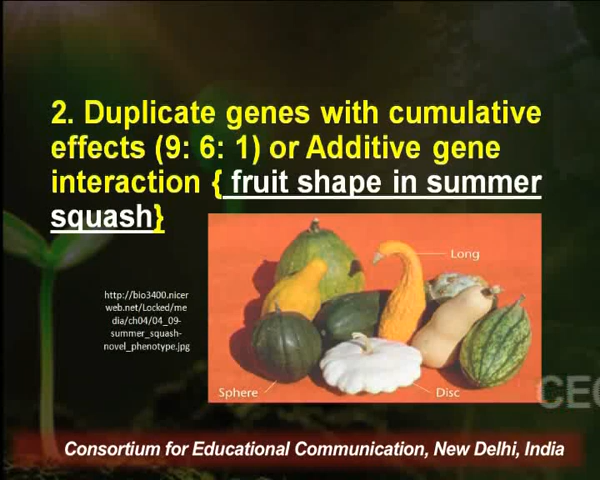 2. Duplicate genes with cumulative
effects (9: 6: 1) or Additive gene
interaction { fruit shape in summer
squash}
http://bio3400.nicer
web.net/Locked/me
dia/ch04/04_09-
summer_squash-
novel_phenotype.jpg
Long
Sphere
Disc
CEC
Consortium for Educational Communication, New Delhi, India